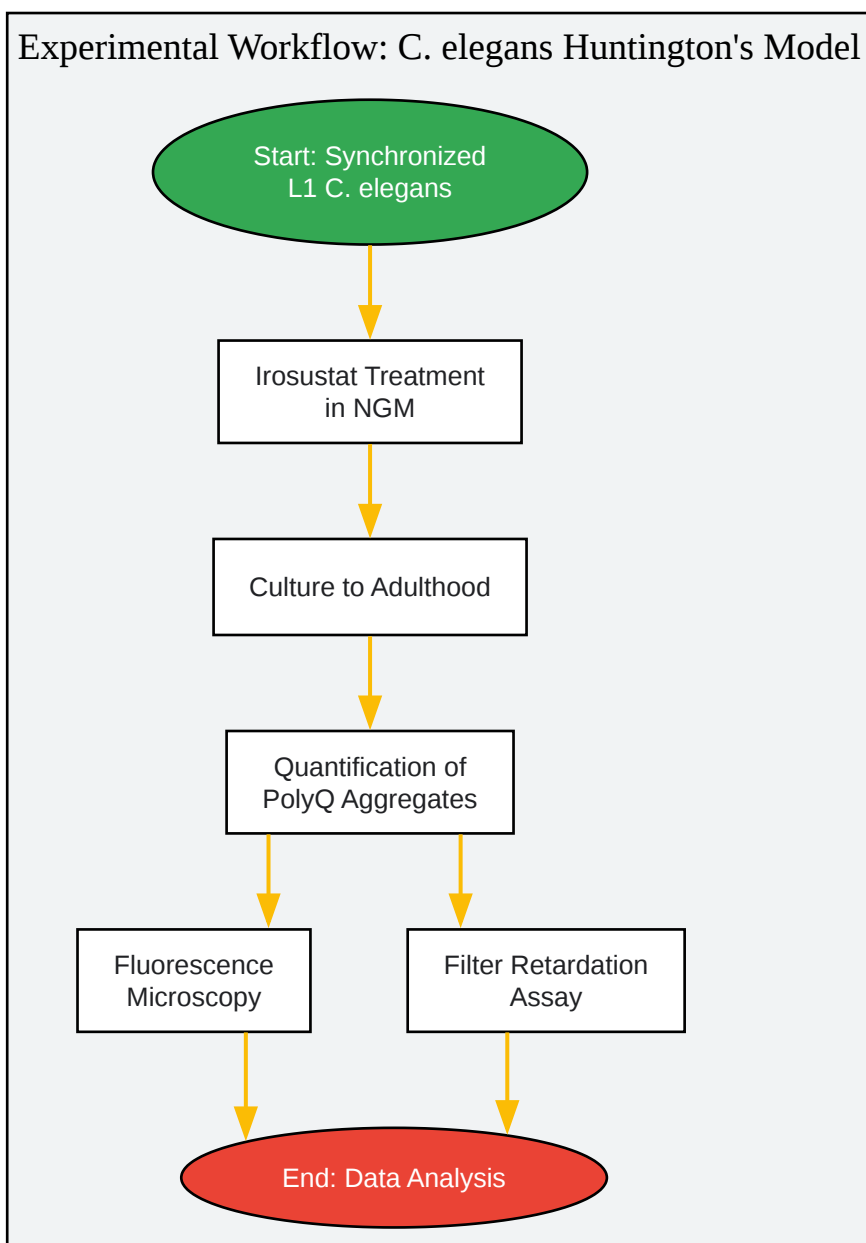 Experimental Workflow: C. elegans Huntington's Model
Start: Synchronized
L1 C. elegans
Irosustat Treatment
in NGM
Culture to Adulthood
Quantification of
PolyQ Aggregates
Fluorescence
Microscopy
Filter Retardation
Assay
End: Data Analysis